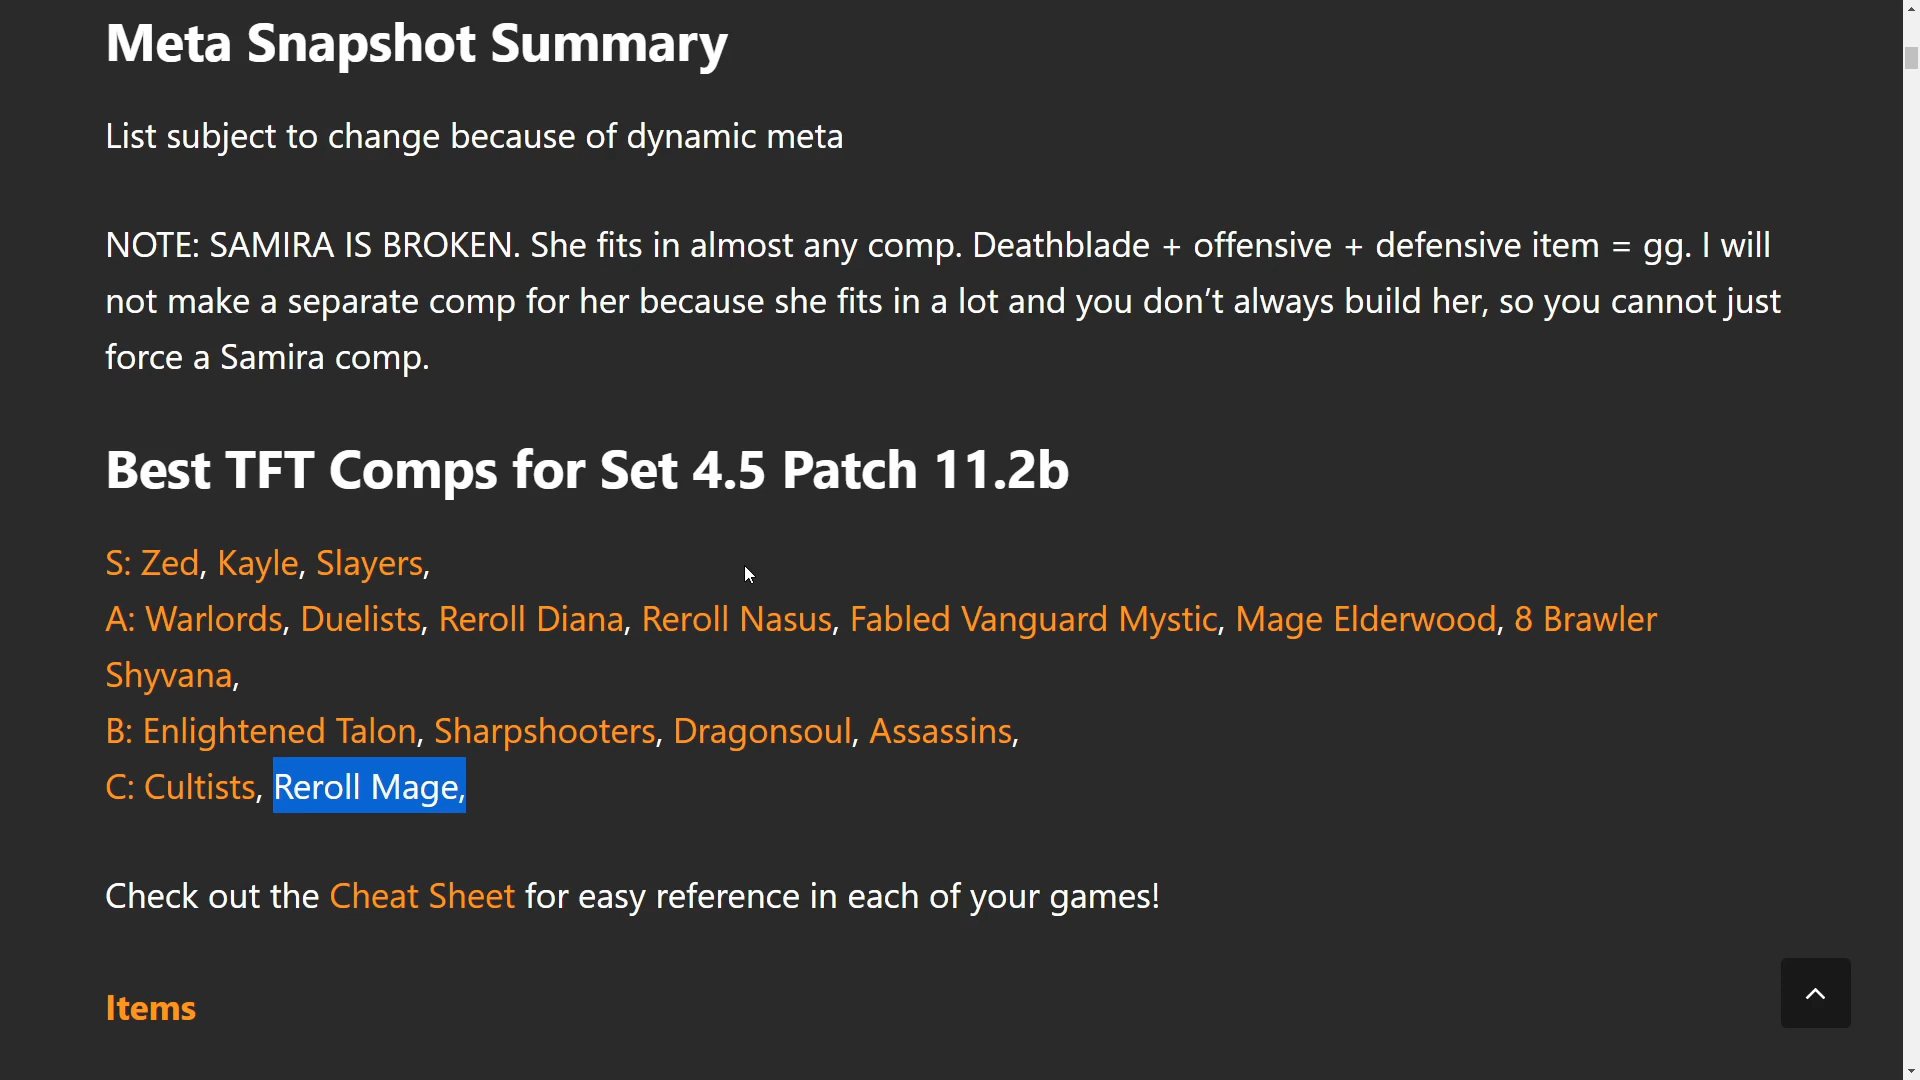 Meta Snapshot Summary
List subject to change because of dynamic meta
NOTE: SAMIRA IS BROKEN. She fits in almost any comp. Deathblade + offensive + defensive item = gg. I will
not make a separate comp for her because she fits in a lot and you don’t always build her, so you cannot just
force a Samira comp.
Best TFT Comps for Set 4.5 Patch 11.2b
S: Zed, Kayle, Slayers,
A: Warlords, Duelists, Reroll Diana, Reroll Nasus, Fabled Vanguard Mystic, Mage Elderwood, 8 Brawler
Shyvana,
B: Enlightened Talon, Sharpshooters, Dragonsoul, Assassins,
C: Cultists, Reroll Mage,
Check out the Cheat Sheet for easy reference in each of your games!
Items